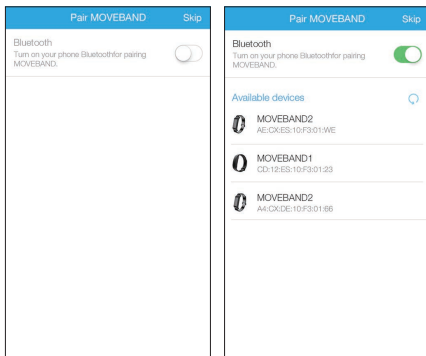 Pair MOVEBAND Skip
Bluetooth
Turn on your phone Bluetoothfor pairing
MOVEBAND.
Pair MOVEBAND Skip
Bluetooth
Turn on your phone Bluetoothfor pairing
MOVEBAND.
Available devices
MOVEBAND2
AE:CX:ES:10:F3:01:WE
MOVEBAND1
CD:12:ES:10:F3:01:23
MOVEBAND2
A4:CX:DE:10:F3:01:66